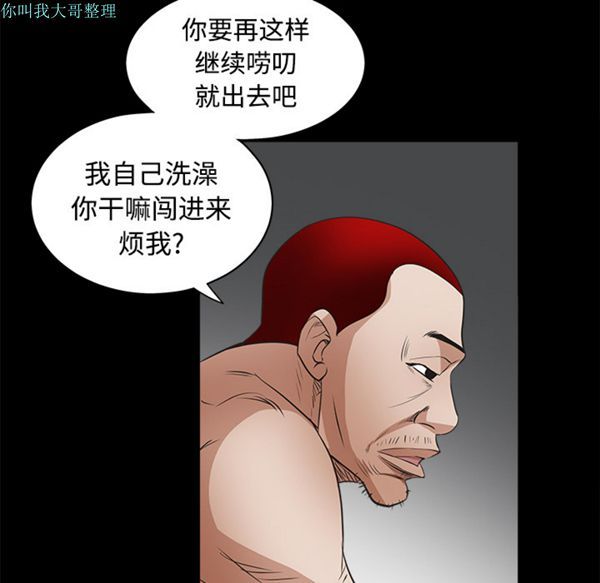 你叫我大哥整理
你要再这样
继续唠叨
就出去吧
我自己洗澡
你干嘛闯进来
烦我?